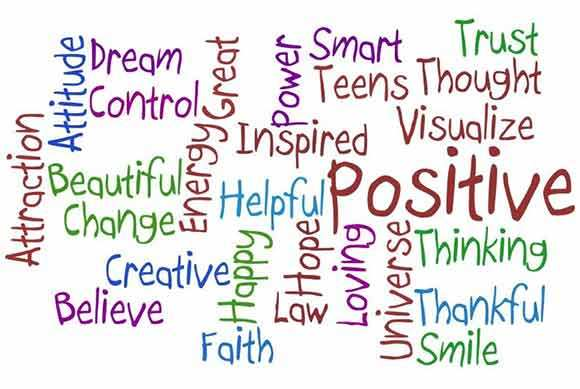 Attitude
Dream
Control
Great
Power
Smart
Trust
Teens
Thought
Visualize
Inspired
Attraction
Beautiful
Change
Energy
Helpful
Positive
Creative
Believe
Happy
Faith
Law
Hope
Loving
Universe
Thinking
Thankful
Smile